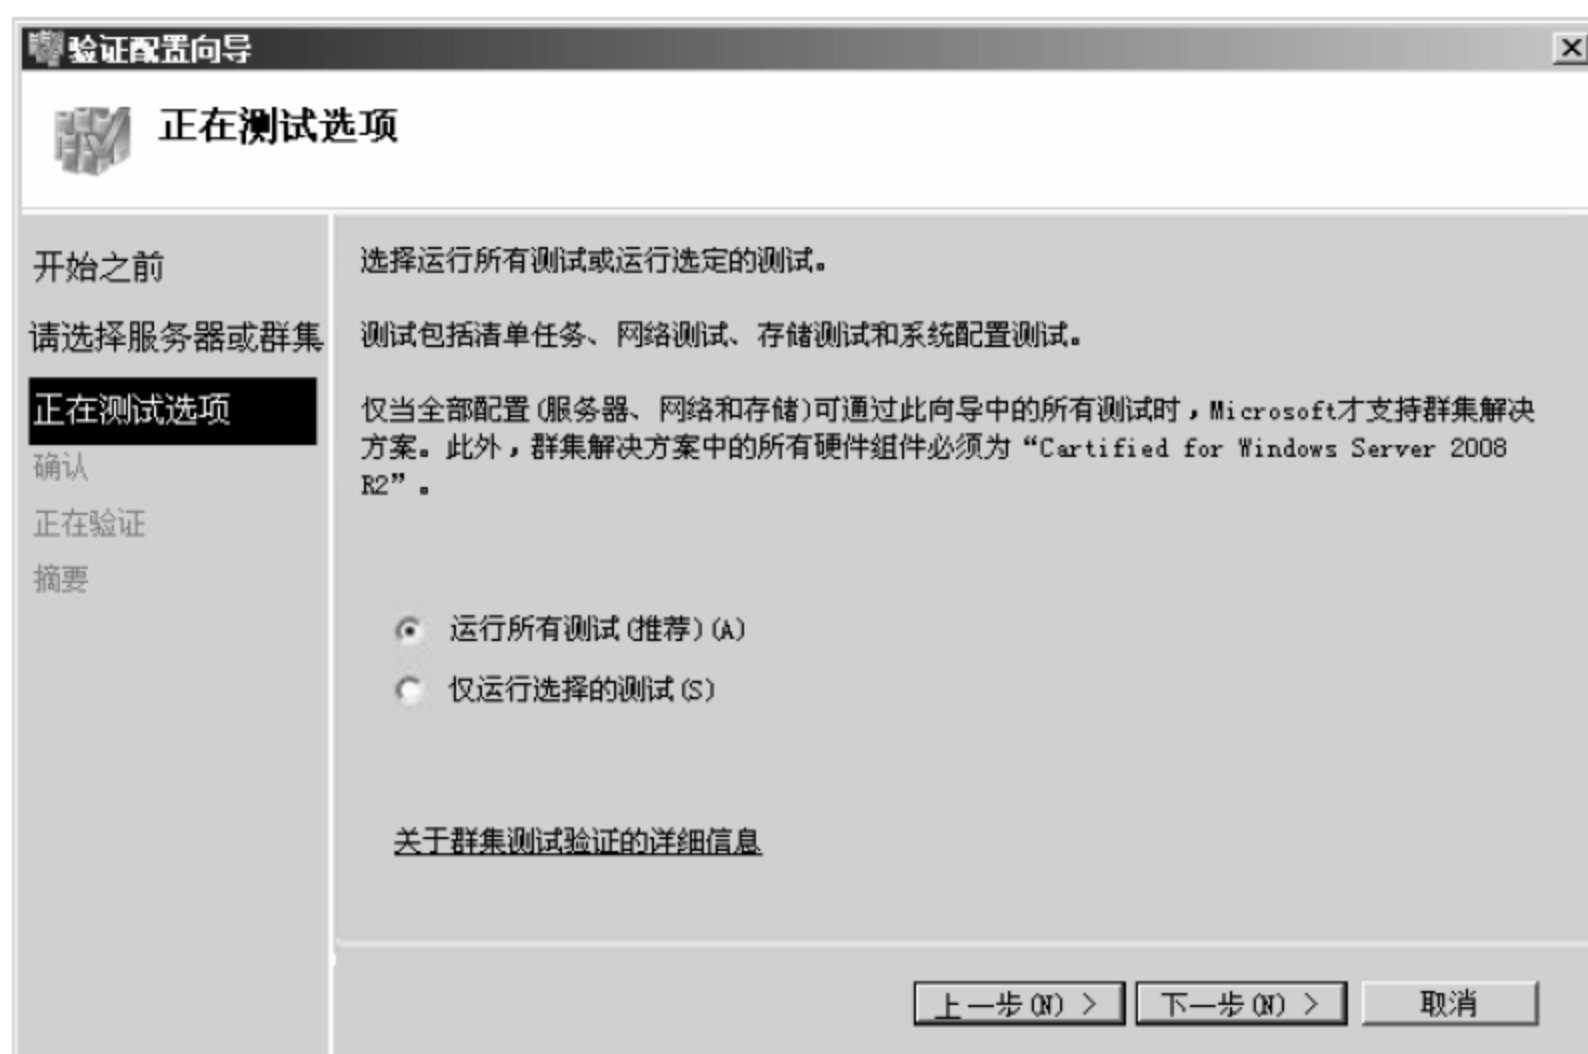 验证配置向导
正在测试选项
开始之前
请选择服务器或群集
正在测试选项
确认
正在验证
摘要
选择运行所有测试或运行选定的测试。
测试包括清单任务、网络测试、存储测试和系统配置测试。
仅当全部配置(服务器、网络和存储)可通过此向导中的所有测试时，Microsoft才支持群集解决
方案。此外，群集解决方案中的所有硬件组件必须为“Cartified for Windows Server 2008
R2”。
运行所有测试(推荐)(A)
仅运行选择的测试(S)
关于群集测试验证的详细信息
上一步(N) >
下一步(N) >
取消